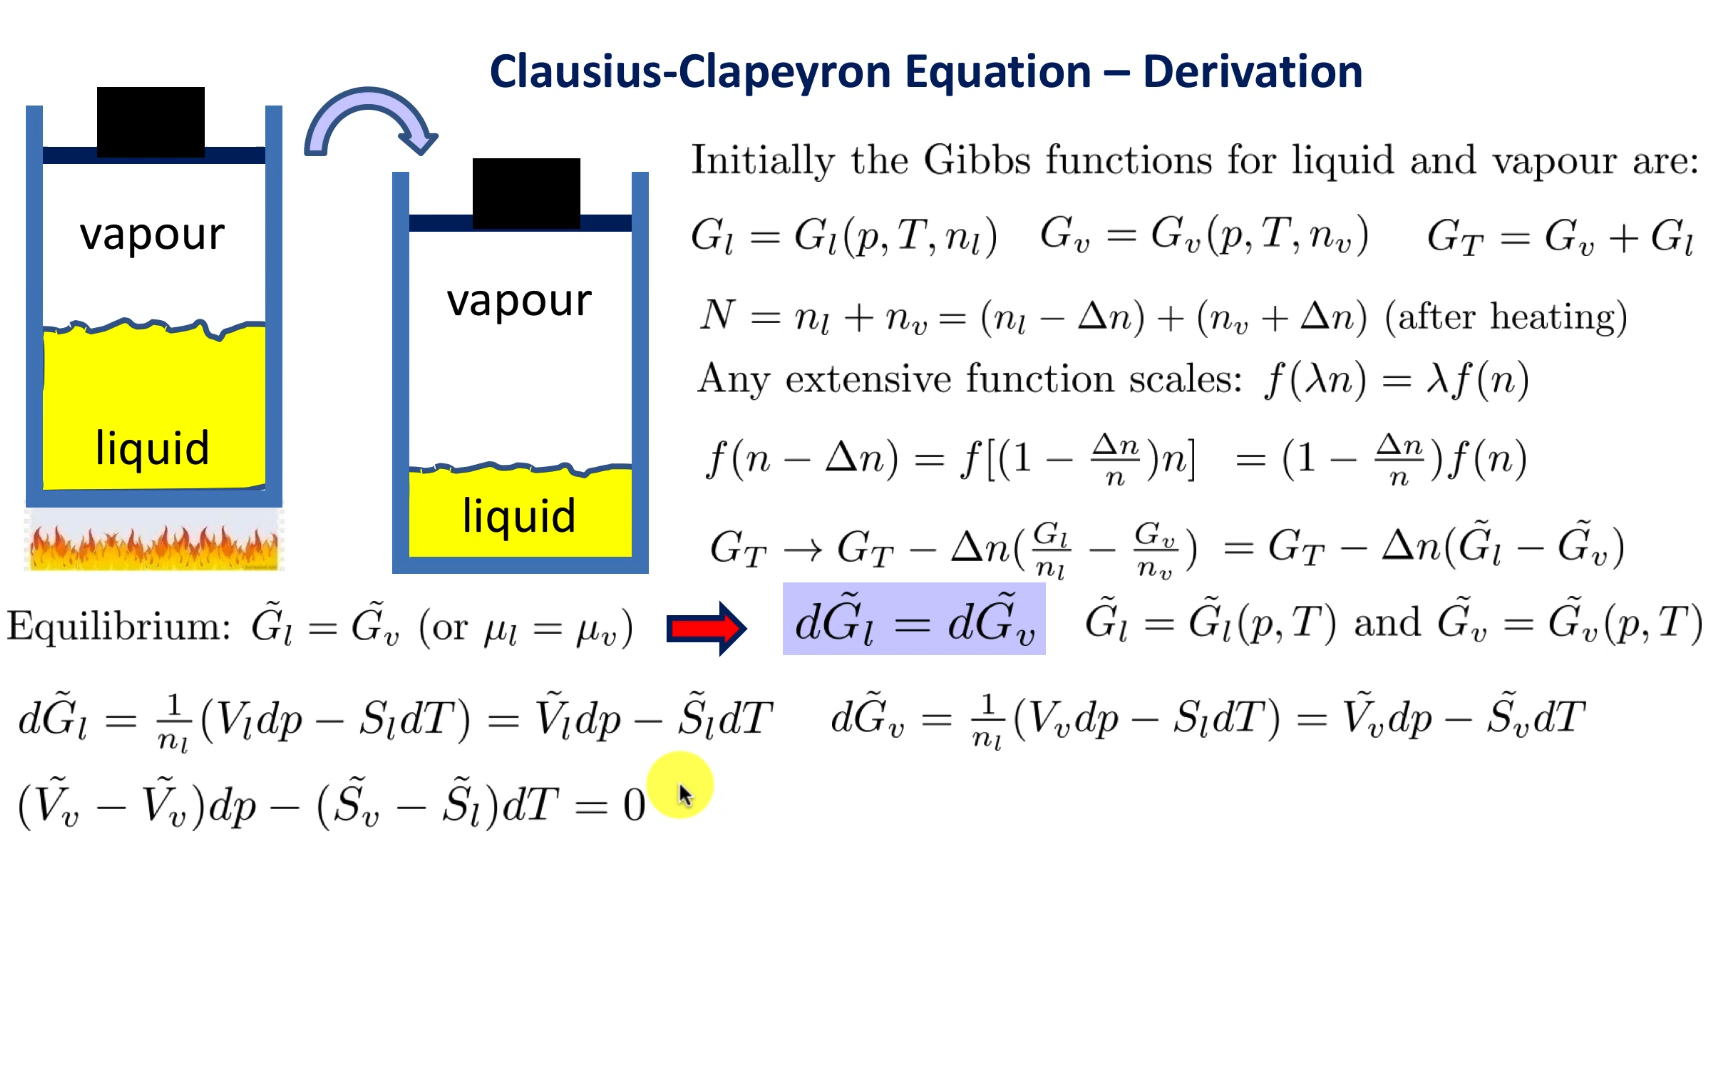 Clausius-Clapeyron Equation – Derivation
vapour
liquid
vapour
liquid
Initially the Gibbs functions for liquid and vapour are:
G_l = G_l(p, T, n_l) G_v = G_v(p, T, n_v) G_T = G_v + G_l
N = n_l + n_v = (n_l − Δn) + (n_v + Δn) (after heating)
Any extensive function scales: f(λn) = λf(n)
f(n − Δn) = f[(1 − Δn/n)n] = (1 − Δn/n)f(n)
G_T → G_T − Δn(G_l/n_l − G_v/n_v) = G_T − Δn(G̃_l − G̃_v)
Equilibrium: G̃_l = G̃_v (or μ_l = μ_v) dG̃_l = dG̃_v G̃_l = G̃_l(p, T) and G̃_v = G̃_v(p, T)
dG̃_l = 1/n_l (V_l dp − S_l dT) = Ṽ_l dp − S̃_l dT dG̃_v = 1/n_l (V_v dp − S_l dT) = Ṽ_v dp − S̃_v dT
(Ṽ_v − Ṽ_v)dp − (S̃_v − S̃_l)dT = 0